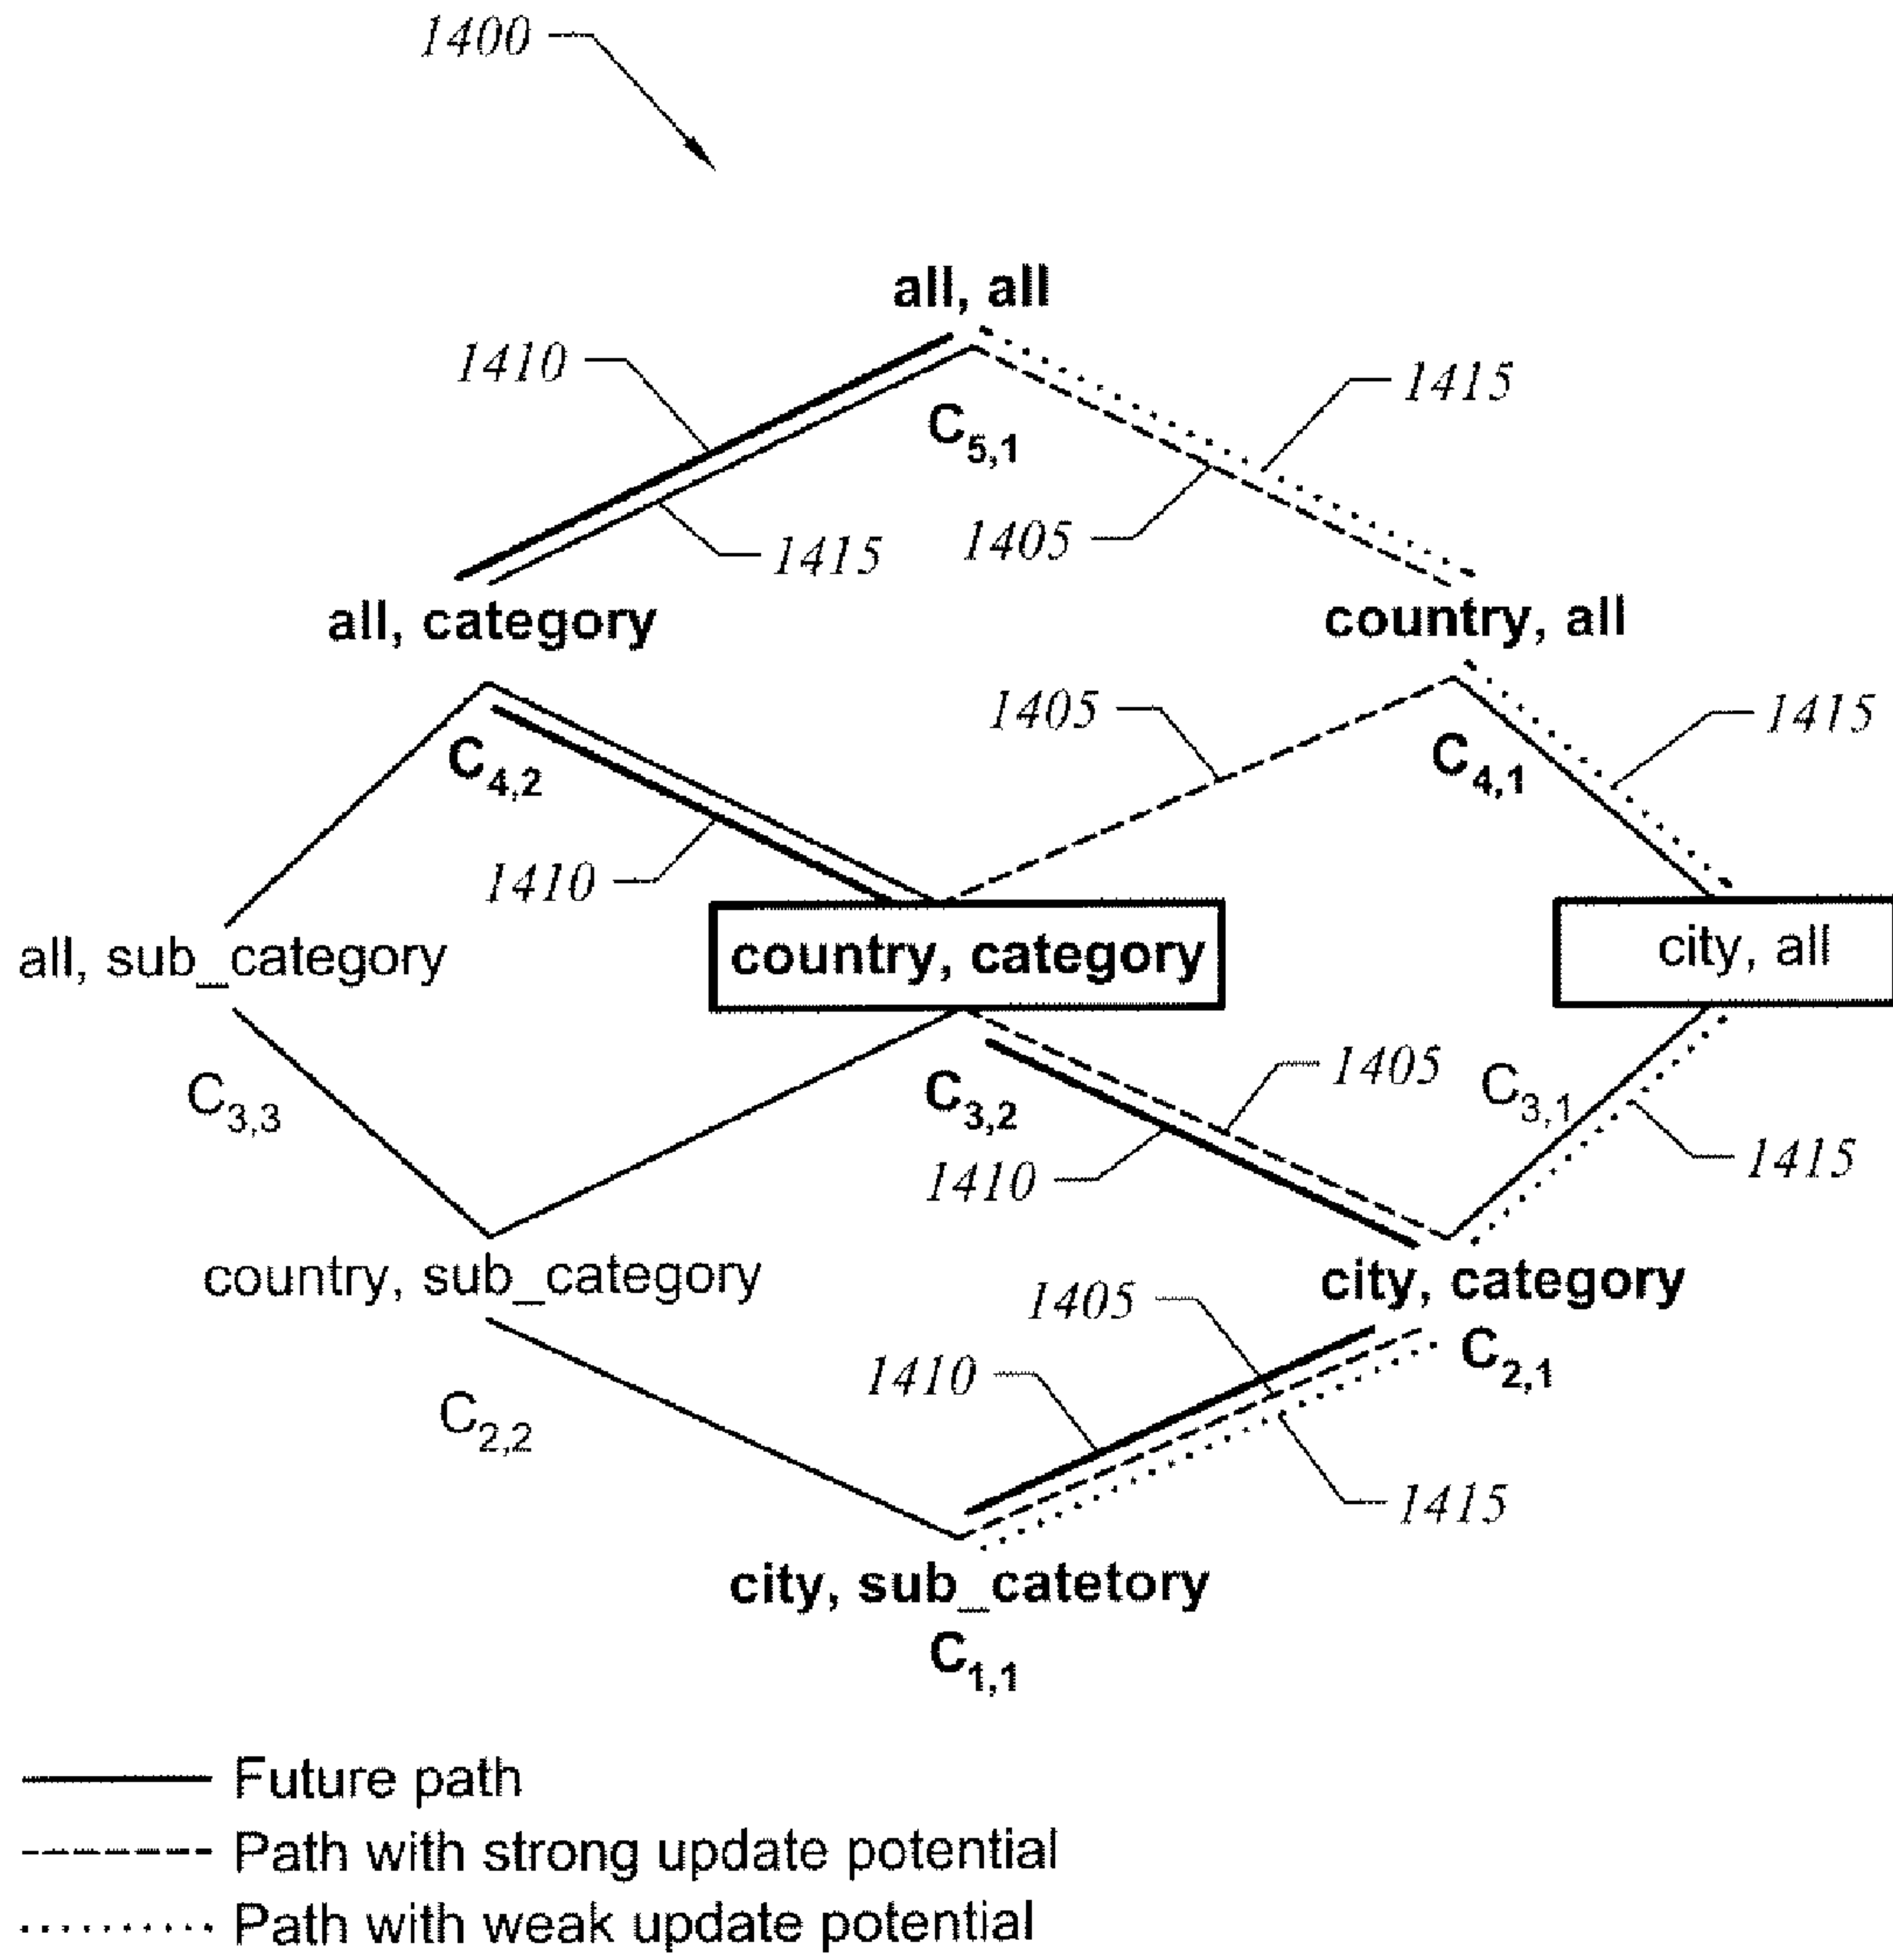 1400
all, all
1410
1415
C5,1
1415
1405
all, category
country, all
1405
1415
C4,2
C4,1
1410
all, sub_category
country, category
city, all
C3,3
C3,2
1405
C3,1
1410
1415
country, sub_category
city, category
1405
C2,1
1410
C2,2
1415
city, sub_catetory
C1,1
Future path
Path with strong update potential
Path with weak update potential